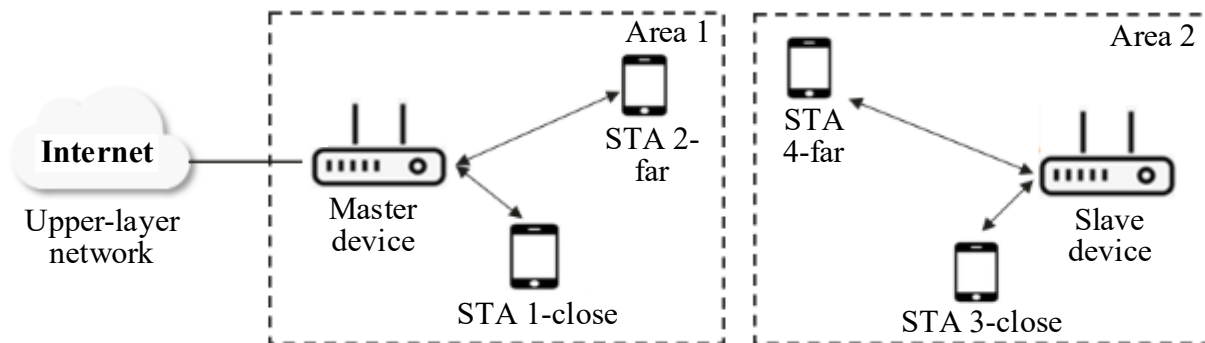 Internet
Upper-layer
network
Area 1
Master
device
STA 2-
far
STA 1-close
Area 2
STA
4-far
Slave
device
STA 3-close